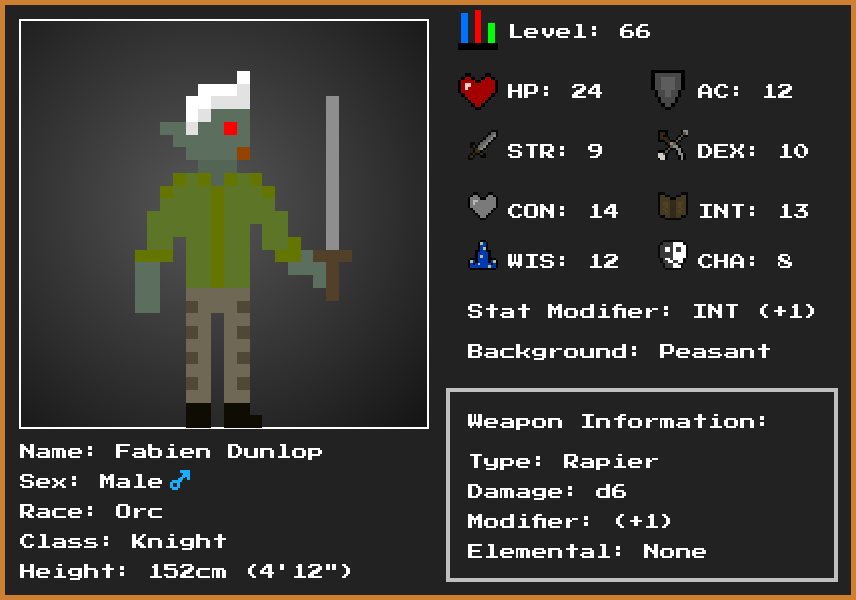 Level: 66
HP: 24 AC: 12
STR: 9 DEX: 10
CON: 14 INT: 13
WIS: 12 CHA: 8
Stat Modifier: INT (+1)
Background: Peasant
Weapon Information:
Type: Rapier
Damage: d6
Modifier: (+1)
Elemental: None
Name: Fabien Dunlop
Sex: Male ♂
Race: Orc
Class: Knight
Height: 152cm (4'12")